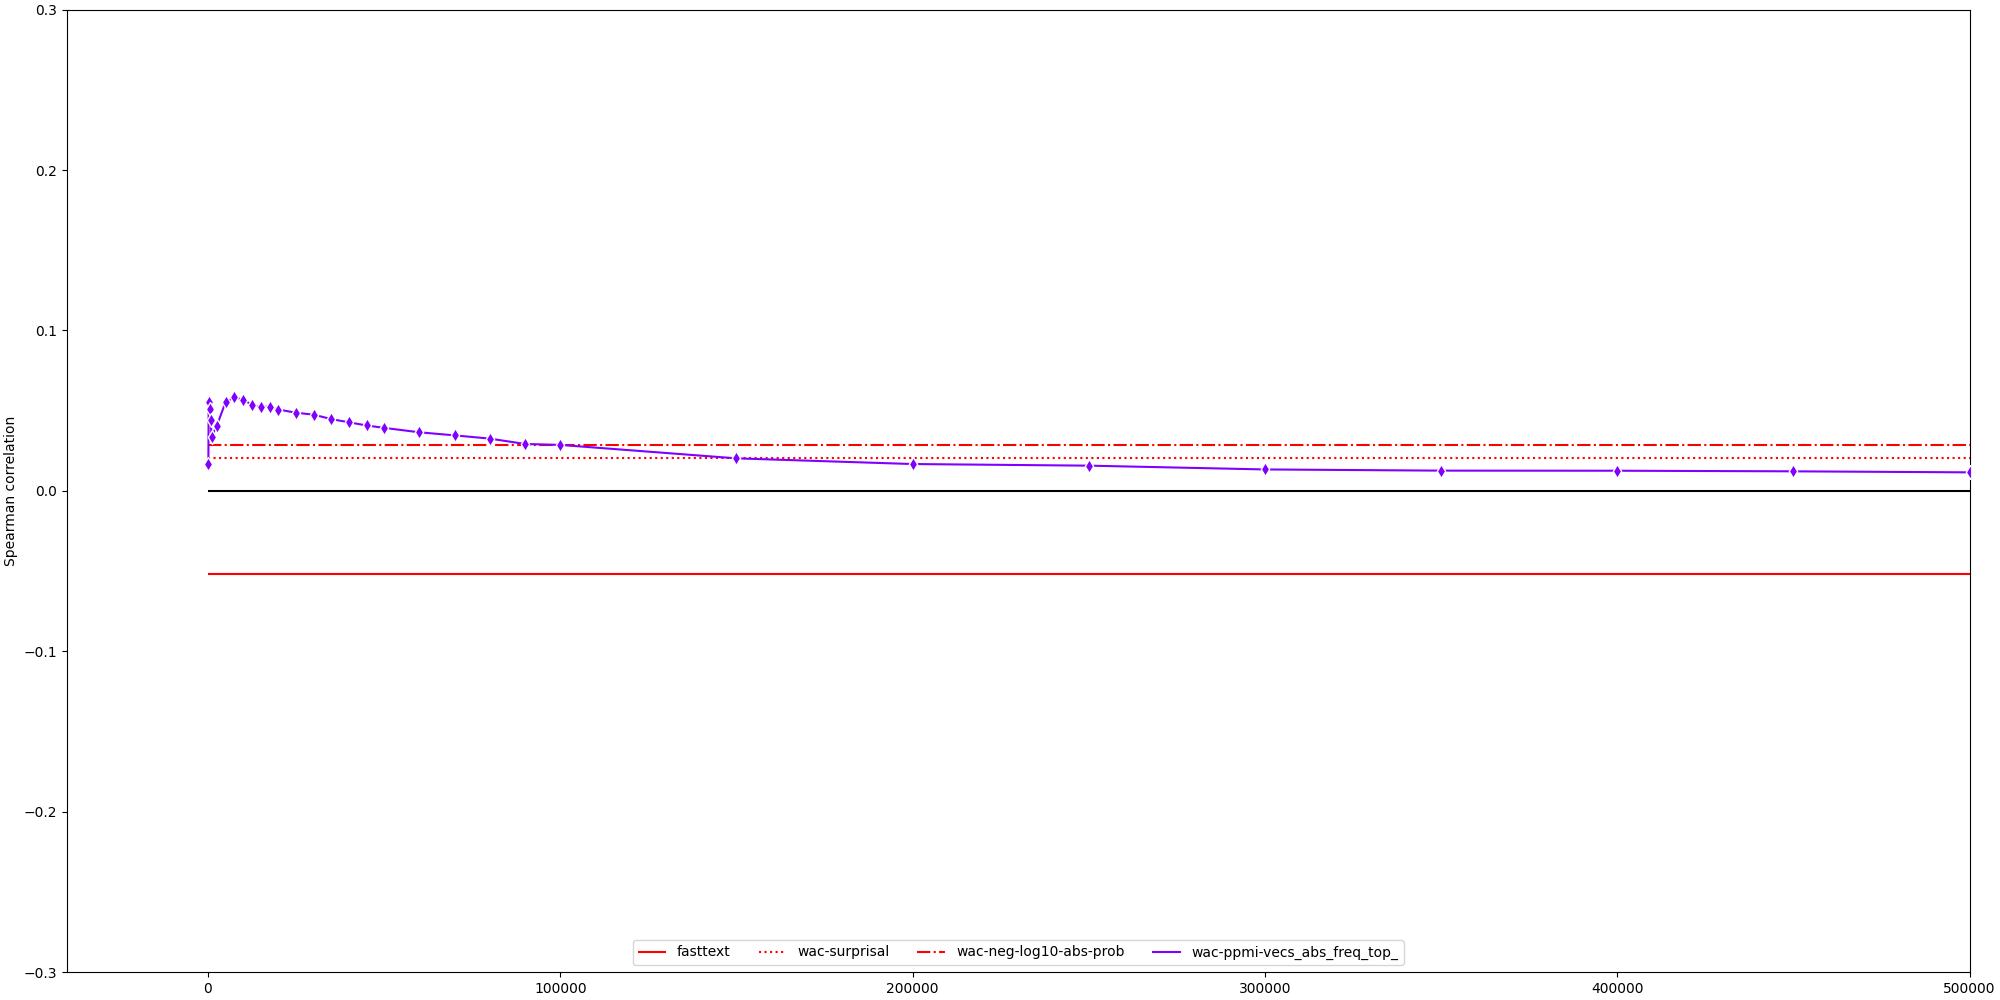 0.3
0.2
0.1
0.0
−0.1
−0.2
−0.3
Spearman correlation
fasttext wac-surprisal wac-neg-log10-abs-prob wac-ppmi-vecs_abs_freq_top_
0 100000 200000 300000 400000 500000